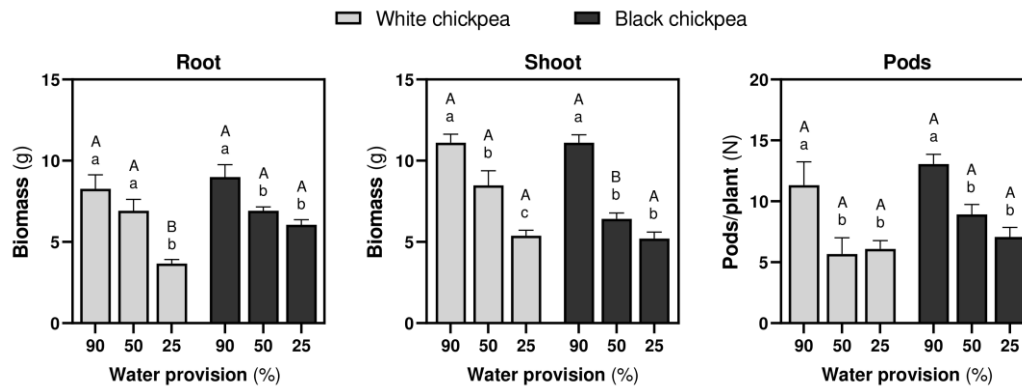 White chickpea Black chickpea
Root
15
10
5
0
Biomass (g)
A A B A A A
a a b a b b
90 50 25 90 50 25
Water provision (%)
Shoot
15
10
5
0
Biomass (g)
A A A A B A
a b c a b b
90 50 25 90 50 25
Water provision (%)
Pods
20
15
10
5
0
Pods/plant (N)
A A A A A A
a b b a b b
90 50 25 90 50 25
Water provision (%)